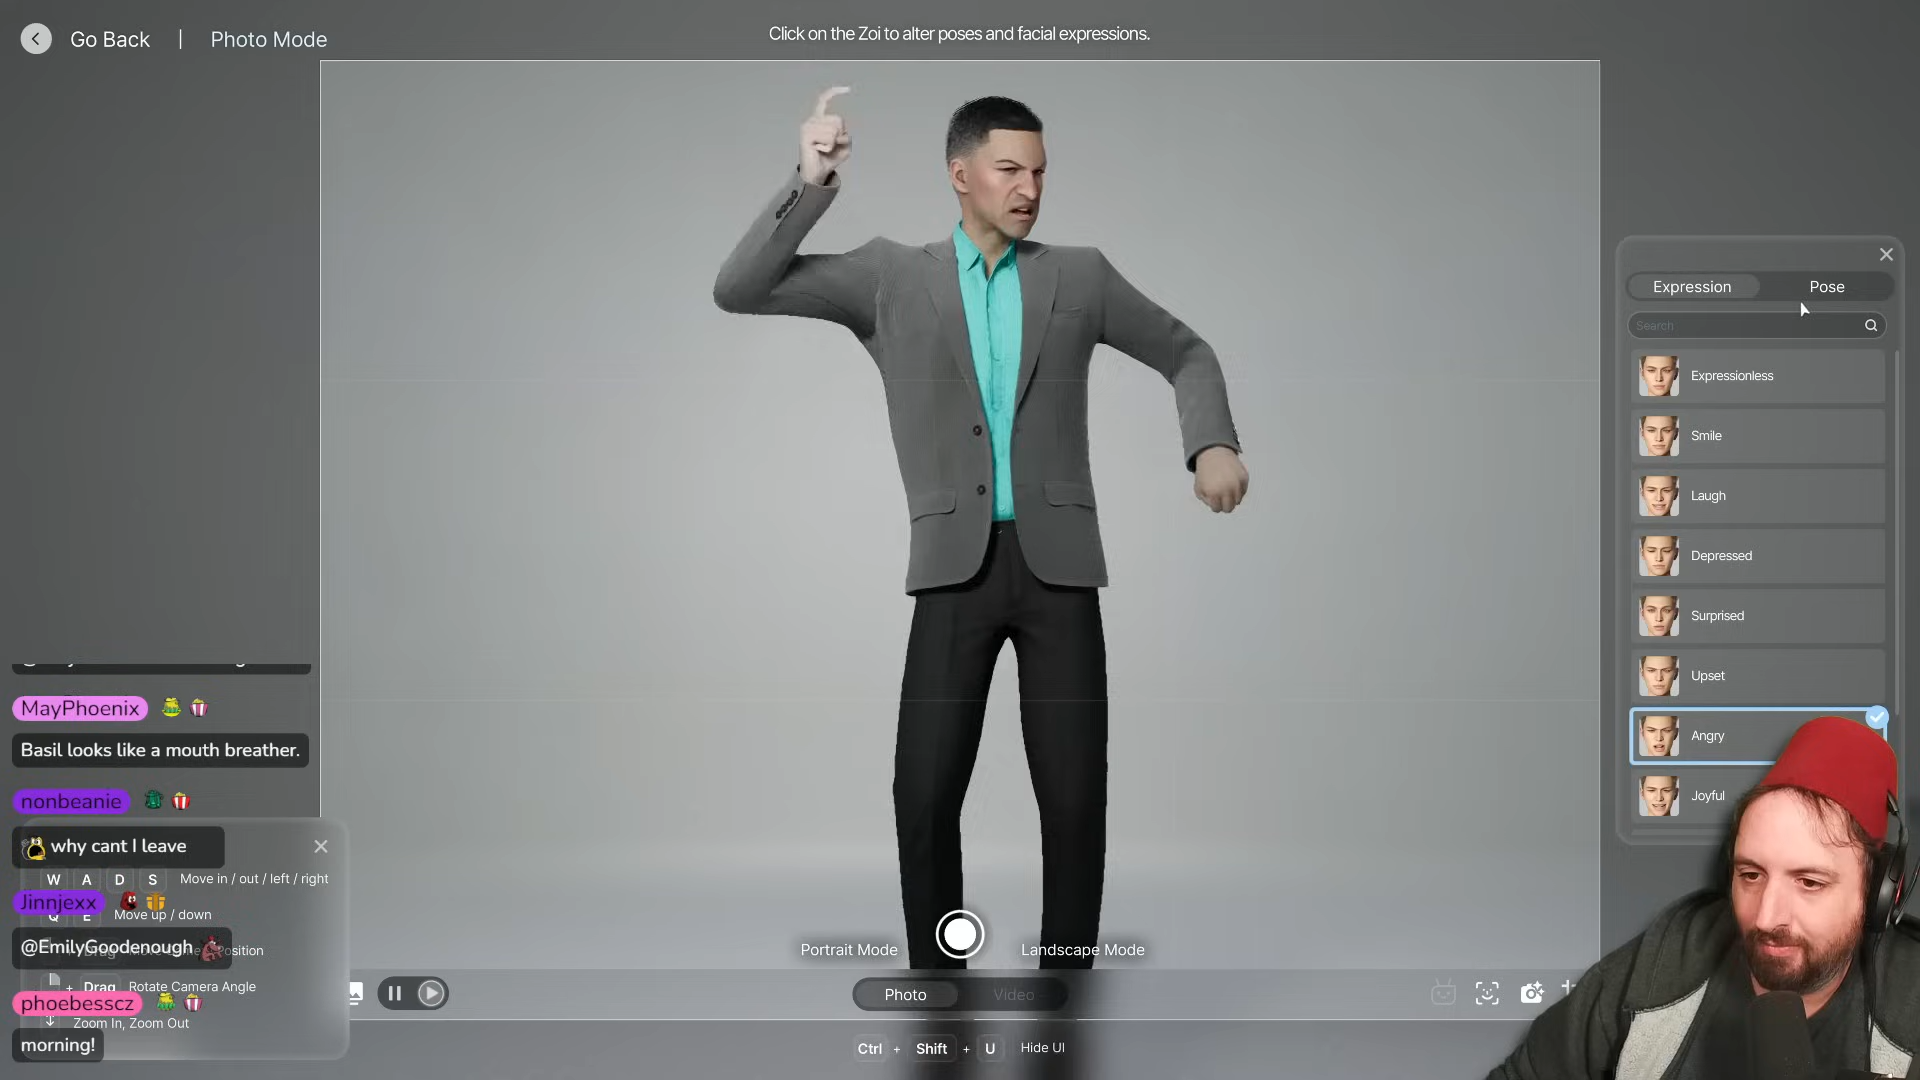 Go Back | Photo Mode
Click on the Zoi to alter poses and facial expressions.
Expression
Pose
Search
Expressionless
Smile
Laugh
Depressed
Surprised
Upset
Angry
Joyful
MayPhoenix
Basil looks like a mouth breather.
nonbeanie
why cant I leave
W A D S Move in / out / left / right
Jinnjexx
Q E Move up / down
@EmilyGoodenough
Drag Rotate Camera Angle
phoebesscz
Zoom In, Zoom Out
morning!
Portrait Mode
Landscape Mode
Photo
Video
Ctrl + Shift + U Hide UI